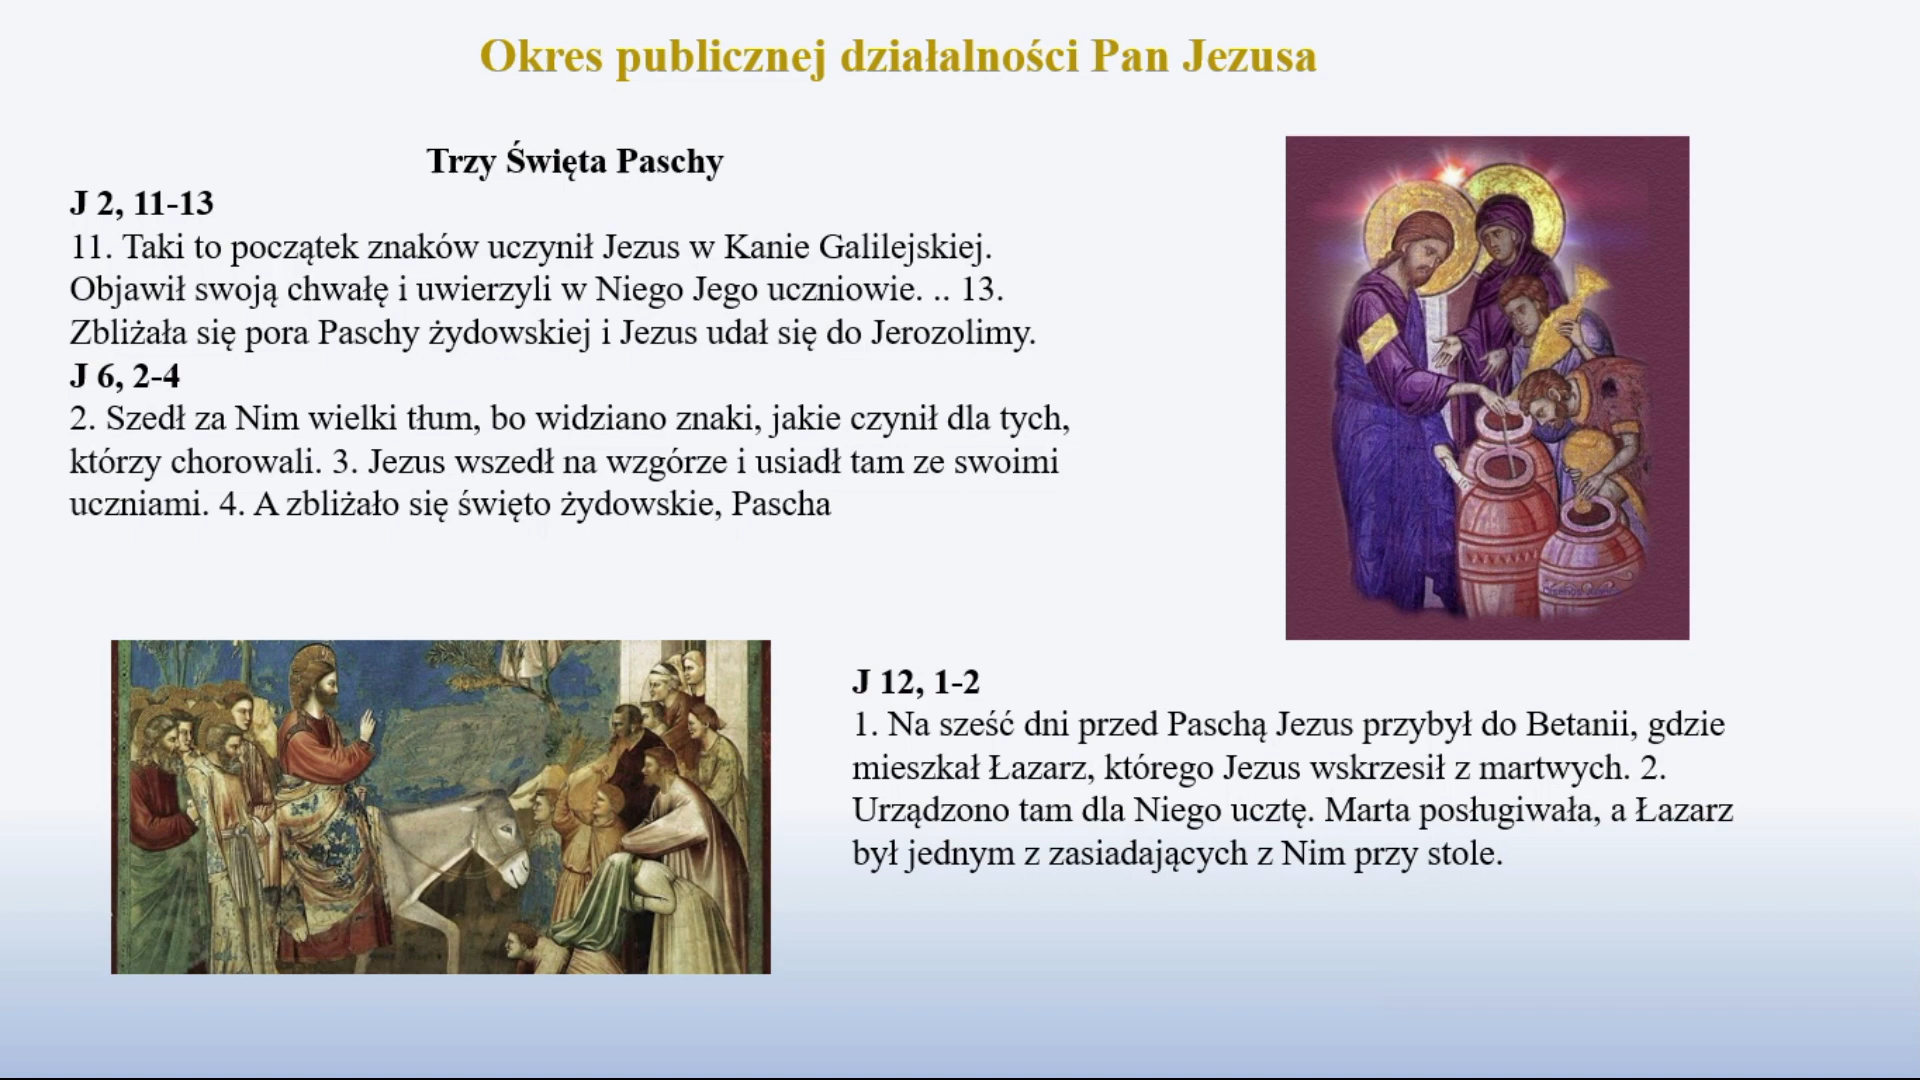 Okres publicznej działalności Pan Jezusa
Trzy Święta Paschy
J 2, 11-13
11. Taki to początek znaków uczynił Jezus w Kanie Galilejskiej.
Objawił swoją chwałę i uwierzyli w Niego Jego uczniowie. .. 13.
Zbliżała się pora Paschy żydowskiej i Jezus udał się do Jerozolimy.
J 6, 2-4
2. Szedł za Nim wielki tłum, bo widziano znaki, jakie czynił dla tych,
którzy chorowali. 3. Jezus wszedł na wzgórze i usiadł tam ze swoimi
uczniami. 4. A zbliżało się święto żydowskie, Pascha
J 12, 1-2
1. Na sześć dni przed Paschą Jezus przybył do Betanii, gdzie
mieszkał Łazarz, którego Jezus wskrzesił z martwych. 2.
Urządzono tam dla Niego ucztę. Marta posługiwała, a Łazarz
był jednym z zasiadających z Nim przy stole.